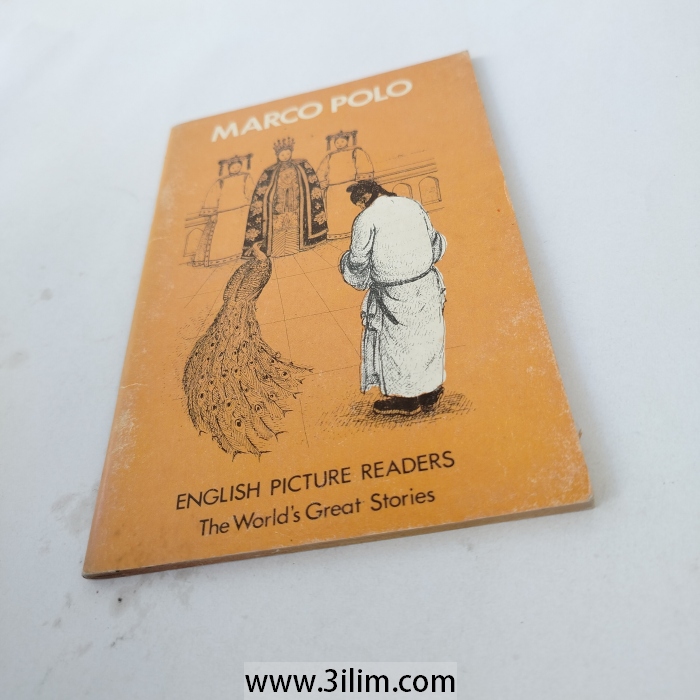 MARCO POLO
ENGLISH PICTURE READERS
The World's Great Stories
www.3ilim.com